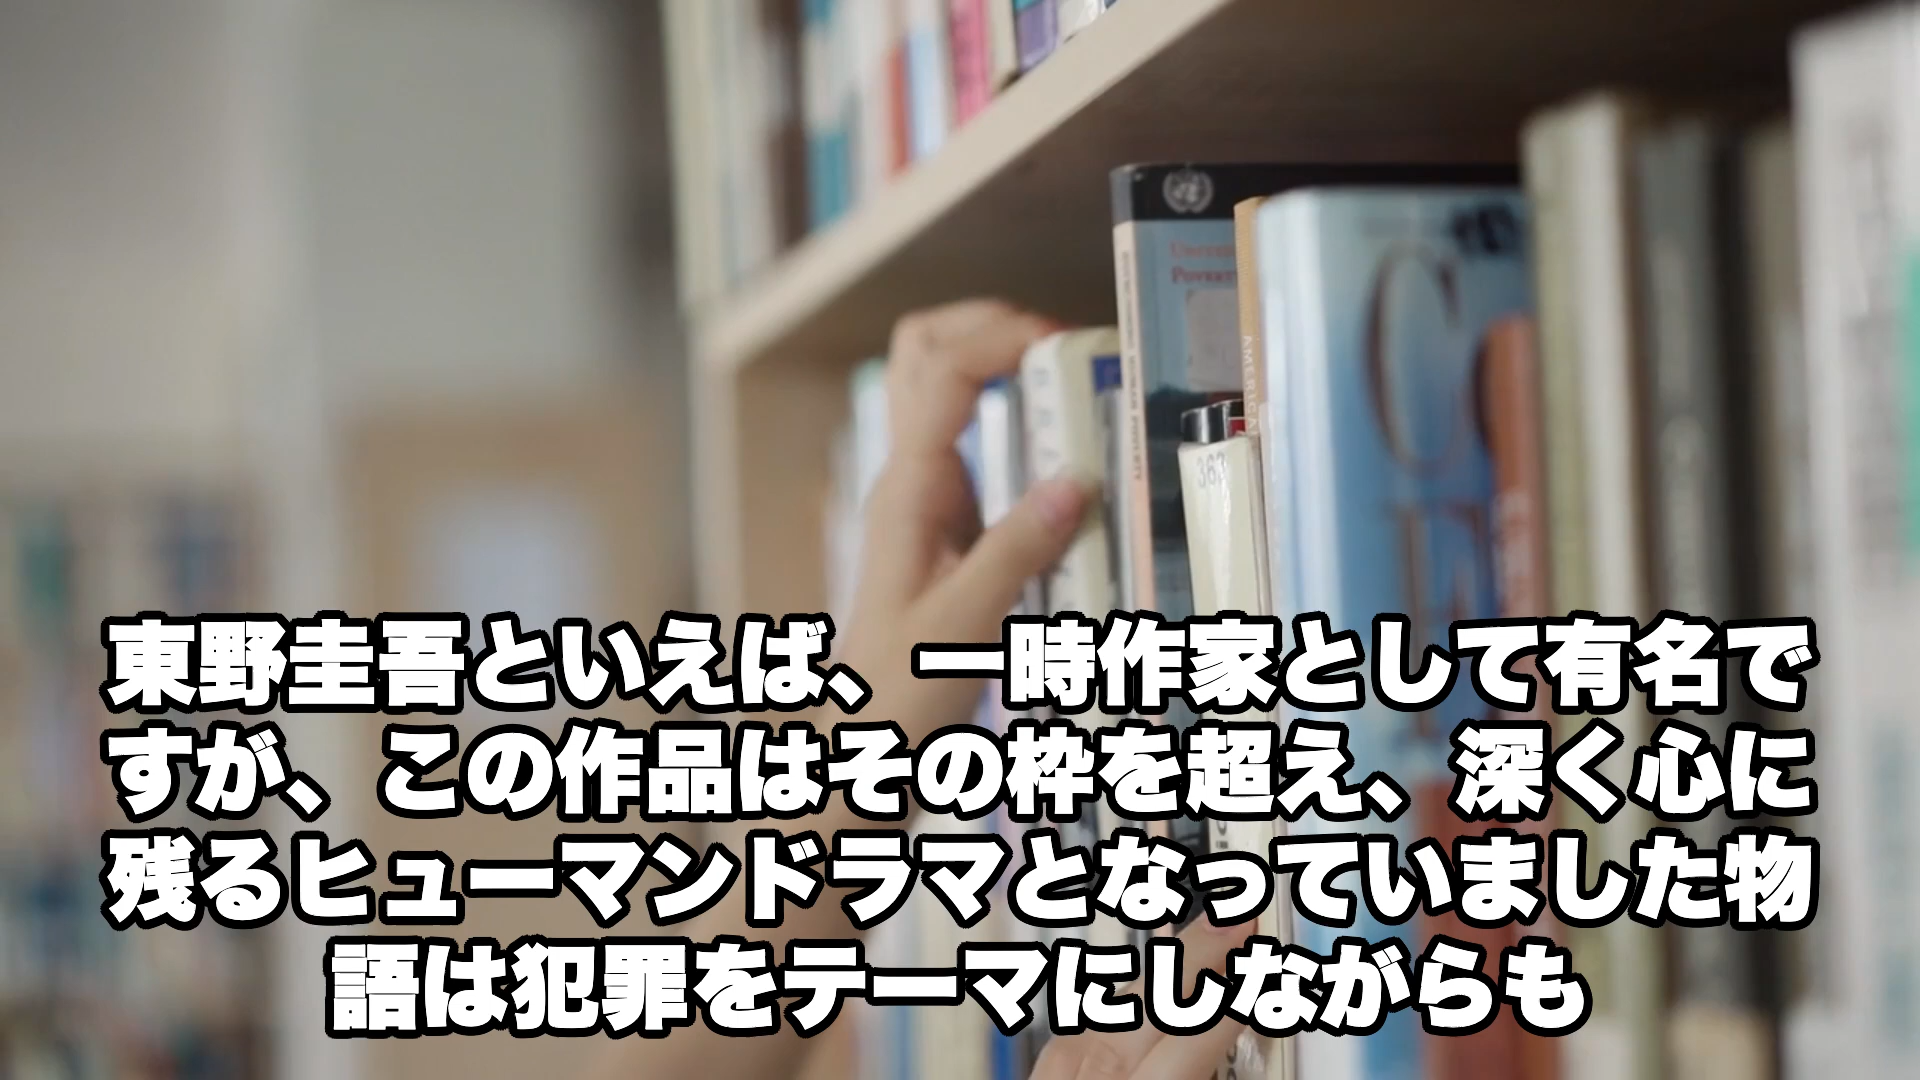 Poverty
AMERICAN
363
東野圭吾といえば、一時作家として有名で
すが、この作品はその枠を超え、深く心に
残るヒューマンドラマとなっていました物
語は犯罪をテーマにしながらも